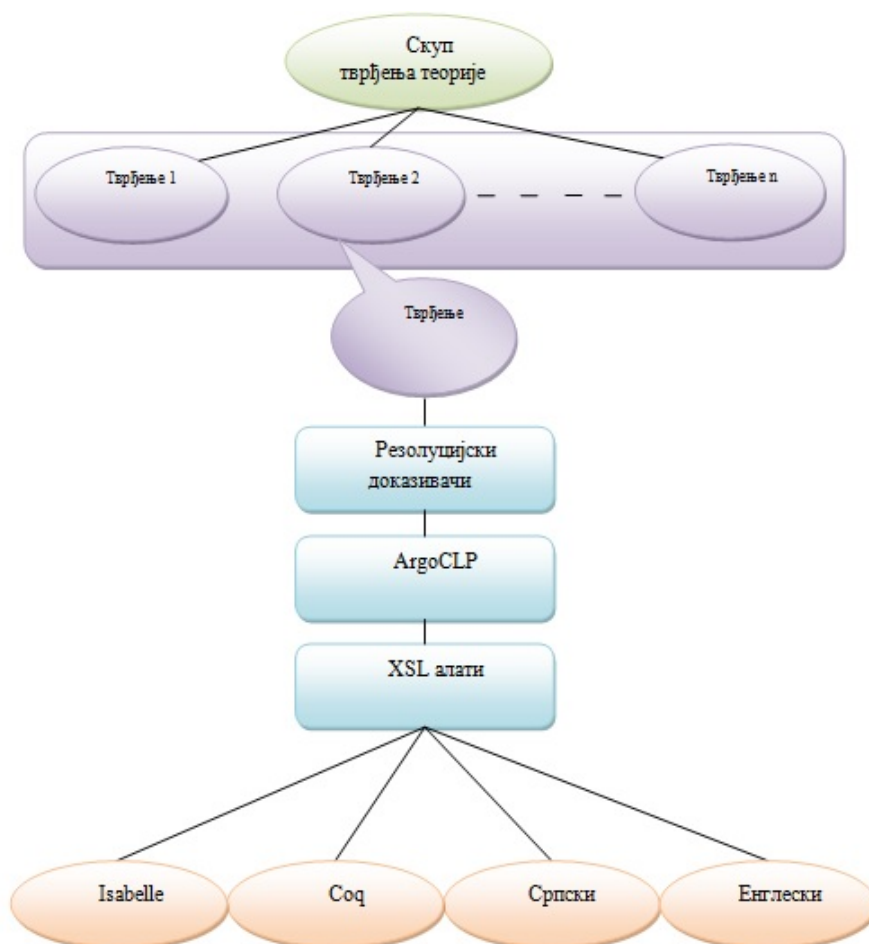 Скуп
тврђења теорије
Тврђење 1
Тврђење 2
Тврђење n
Тврђење
Резолуцијски
доказивачи
ArgoCLP
XSL алати
Isabelle
Coq
Српски
Енглески